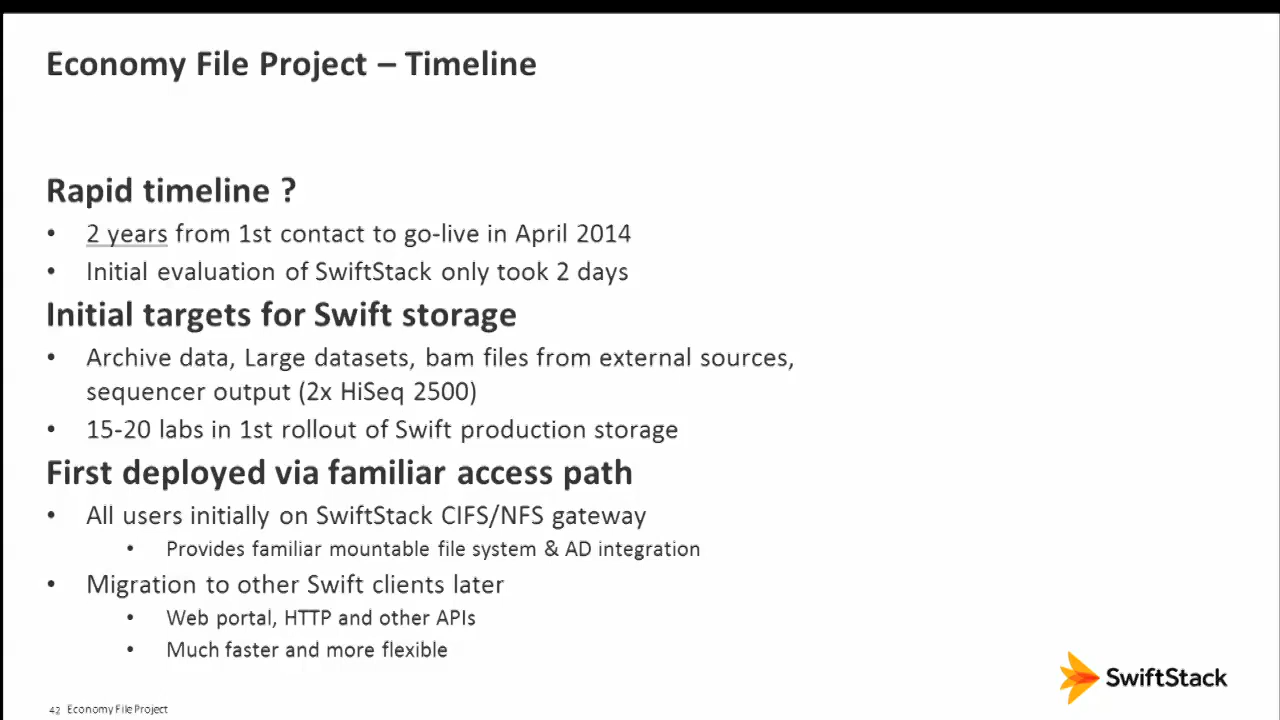 Economy File Project – Timeline
Rapid timeline ?
• 2 years from 1st contact to go-live in April 2014
• Initial evaluation of SwiftStack only took 2 days
Initial targets for Swift storage
• Archive data, Large datasets, bam files from external sources,
sequencer output (2x HiSeq 2500)
• 15-20 labs in 1st rollout of Swift production storage
First deployed via familiar access path
• All users initially on SwiftStack CIFS/NFS gateway
• Provides familiar mountable file system & AD integration
• Migration to other Swift clients later
• Web portal, HTTP and other APIs
• Much faster and more flexible
SwiftStack
42 Economy File Project